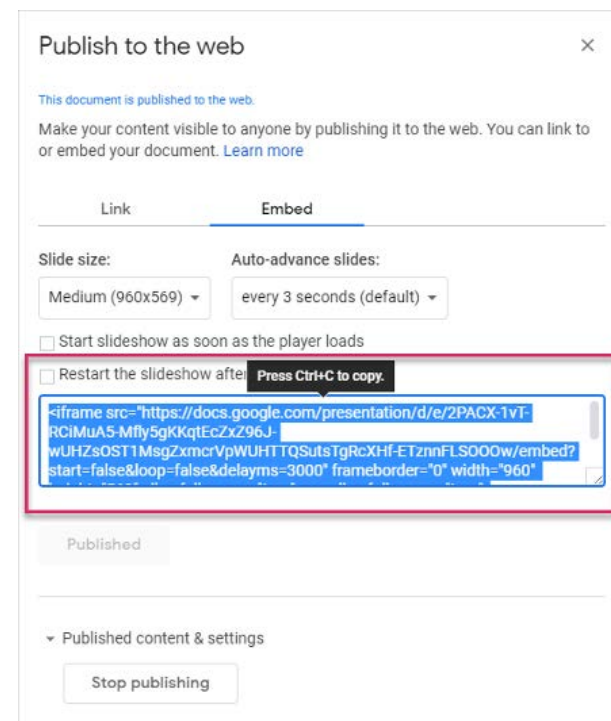 Publish to the web
This document is published to the web.
Make your content visible to anyone by publishing it to the web. You can link to
or embed your document. Learn more
Link Embed
Slide size: Auto-advance slides:
Medium (960x569) every 3 seconds (default)
Start slideshow as soon as the player loads
Restart the slideshow after
Press Ctrl+C to copy.
<iframe src="https://docs.google.com/presentation/d/e/2PACX-1vT-
RCiMuA5-Mfly5gKKqtEcZxZ96J-
wUHZsOST1MsgZxmcrVpWUHTTQSutsTgRcXHf-ETznnFLSOOOw/embed?
start=false&loop=false&delayms=3000" frameborder="0" width="960"
Published
Published content & settings
Stop publishing